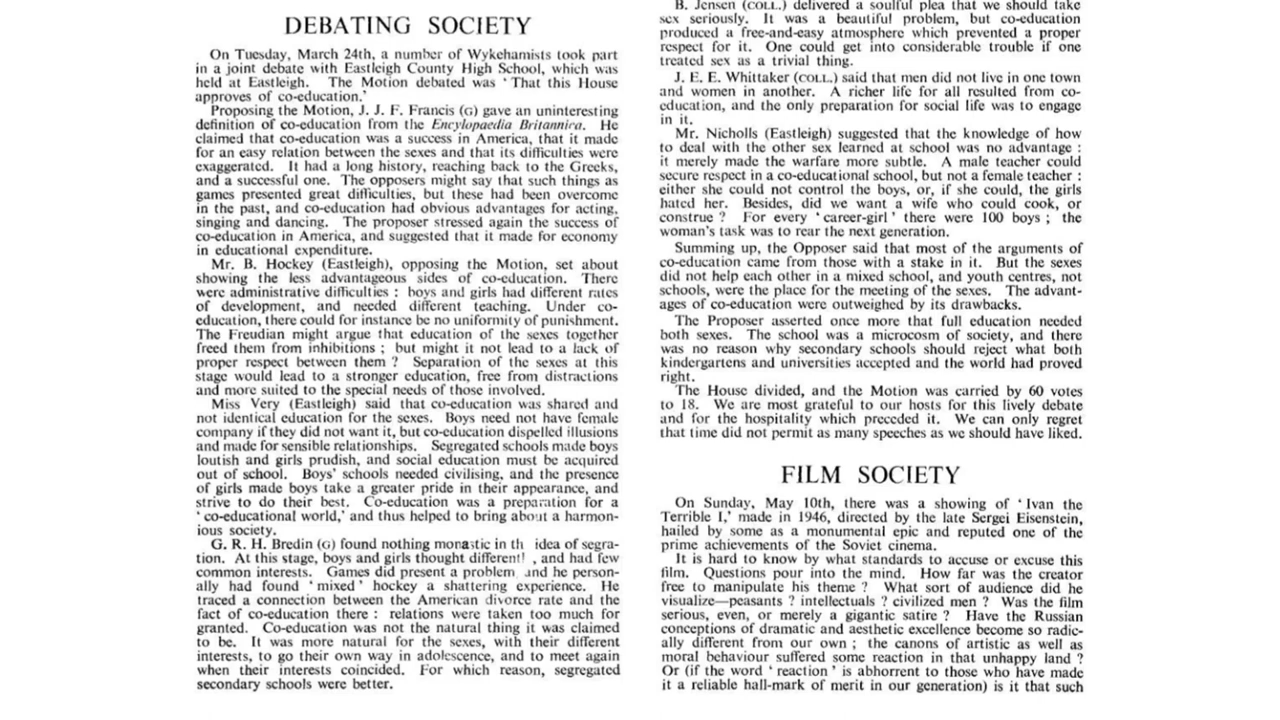 DEBATING SOCIETY
On Tuesday, March 24th, a number of Wykehamists took part
in a joint debate with Eastleigh County High School, which was
held at Eastleigh. The Motion debated was ‘ That this House
approves of co-education.’
Proposing the Motion, J. J. F. Francis (G) gave an uninteresting
definition of co-education from the Encylopaedia Britannica. He
claimed that co-education was a success in America, that it made
for an easy relation between the sexes and that its difficulties were
exaggerated. It had a long history, reaching back to the Greeks,
and a successful one. The opposers might say that such things as
games presented great difficulties, but these had been overcome
in the past, and co-education had obvious advantages for acting,
singing and dancing. The proposer stressed again the success of
co-education in America, and suggested that it made for economy
in educational expenditure.
Mr. B. Hockey (Eastleigh), opposing the Motion, set about
showing the less advantageous sides of co-education. There
were administrative difficulties : boys and girls had different rates
of development, and needed different teaching. Under co-
education, there could for instance be no uniformity of punishment.
The Freudian might argue that education of the sexes together
freed them from inhibitions ; but might it not lead to a lack of
proper respect between them ? Separation of the sexes at this
stage would lead to a stronger education, free from distractions
and more suited to the special needs of those involved.
Miss Very (Eastleigh) said that co-education was shared and
not identical education for the sexes. Boys need not have female
company if they did not want it, but co-education dispelled illusions
and made for sensible relationships. Segregated schools made boys
loutish and girls prudish, and social education must be acquired
out of school. Boys' schools needed civilising, and the presence
of girls made boys take a greater pride in their appearance, and
strive to do their best. Co-education was a preparation for a
‘ co-educational world,’ and thus helped to bring about a harmon-
ious society.
G. R. H. Bredin (G) found nothing monastic in th idea of segra-
tion. At this stage, boys and girls thought different! , and had few
common interests. Games did present a problem and he person-
ally had found ‘ mixed ’ hockey a shattering experience. He
traced a connection between the American divorce rate and the
fact of co-education there : relations were taken too much for
granted. Co-education was not the natural thing it was claimed
to be. It was more natural for the sexes, with their different
interests, to go their own way in adolescence, and to meet again
when their interests coincided. For which reason, segregated
secondary schools were better.
B. Jensen (COLL.) delivered a soulful plea that we should take
sex seriously. It was a beautiful problem, but co-education
produced a free-and-easy atmosphere which prevented a proper
respect for it. One could get into considerable trouble if one
treated sex as a trivial thing.
J. E. E. Whittaker (COLL.) said that men did not live in one town
and women in another. A richer life for all resulted from co-
education, and the only preparation for social life was to engage
in it.
Mr. Nicholls (Eastleigh) suggested that the knowledge of how
to deal with the other sex learned at school was no advantage :
it merely made the warfare more subtle. A male teacher could
secure respect in a co-educational school, but not a female teacher :
either she could not control the boys, or, if she could, the girls
hated her. Besides, did we want a wife who could cook, or
construe ? For every ‘ career-girl ’ there were 100 boys ; the
woman's task was to rear the next generation.
Summing up, the Opposer said that most of the arguments of
co-education came from those with a stake in it. But the sexes
did not help each other in a mixed school, and youth centres, not
schools, were the place for the meeting of the sexes. The advant-
ages of co-education were outweighed by its drawbacks.
The Proposer asserted once more that full education needed
both sexes. The school was a microcosm of society, and there
was no reason why secondary schools should reject what both
kindergartens and universities accepted and the world had proved
right.
The House divided, and the Motion was carried by 60 votes
to 18. We are most grateful to our hosts for this lively debate
and for the hospitality which preceded it. We can only regret
that time did not permit as many speeches as we should have liked.
FILM SOCIETY
On Sunday, May 10th, there was a showing of ‘ Ivan the
Terrible I,’ made in 1946, directed by the late Sergei Eisenstein,
hailed by some as a monumental epic and reputed one of the
prime achievements of the Soviet cinema.
It is hard to know by what standards to accuse or excuse this
film. Questions pour into the mind. How far was the creator
free to manipulate his theme ? What sort of audience did he
visualize—peasants ? intellectuals ? civilized men ? Was the film
serious, even, or merely a gigantic satire ? Have the Russian
conceptions of dramatic and aesthetic excellence become so radic-
ally different from our own ; the canons of artistic as well as
moral behaviour suffered some reaction in that unhappy land ?
Or (if the word ‘ reaction ’ is abhorrent to those who have made
it a reliable hall-mark of merit in our generation) is it that such